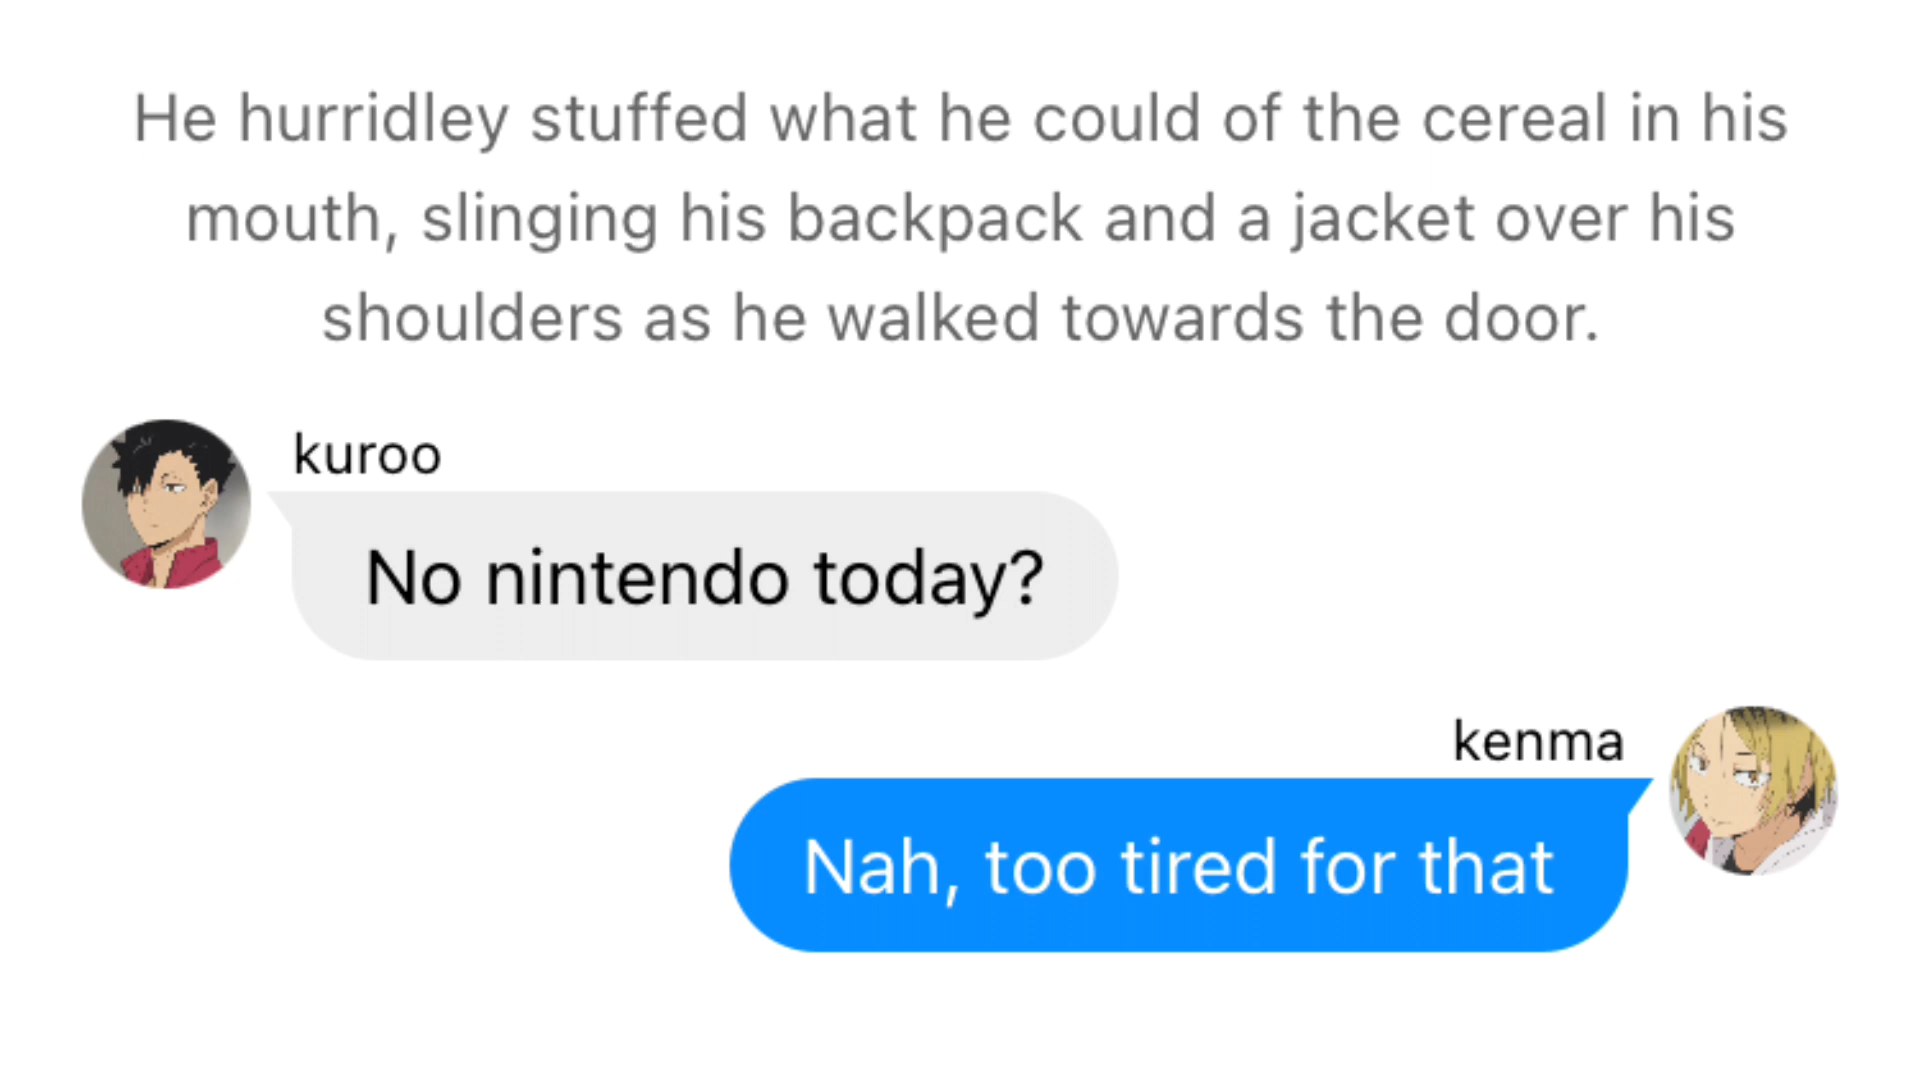 He hurridley stuffed what he could of the cereal in his
mouth, slinging his backpack and a jacket over his
shoulders as he walked towards the door.
kuroo
No nintendo today?
kenma
Nah, too tired for that